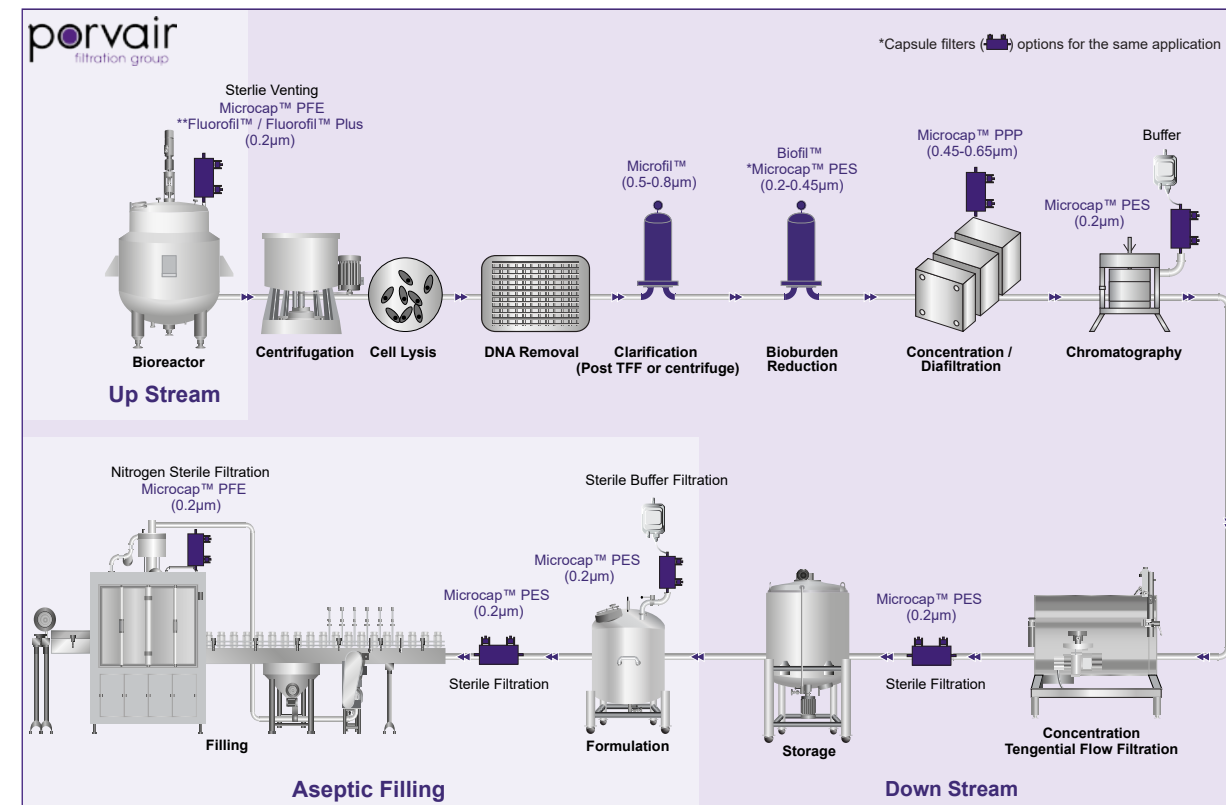 porvair
filtration group
*Capsule filters () options for the same application
Sterlie Venting
Microcap™ PFE
**Fluorofil™ / Fluorofil™ Plus
(0.2µm)
Microfil™
(0.5-0.8µm)
Biofil™
*Microcap™ PES
(0.2-0.45µm)
Microcap™ PPP
(0.45-0.65µm)
Buffer
Microcap™ PES
(0.2µm)
Bioreactor
Centrifugation
Cell Lysis
DNA Removal
Clarification
(Post TFF or centrifuge)
Bioburden
Reduction
Concentration /
Diafiltration
Chromatography
Up Stream
Nitrogen Sterile Filtration
Microcap™ PFE
(0.2µm)
Sterile Buffer Filtration
Microcap™ PES
(0.2µm)
Microcap™ PES
(0.2µm)
Microcap™ PES
(0.2µm)
Sterile Filtration
Sterile Filtration
Filling
Formulation
Storage
Concentration
Tengential Flow Filtration
Aseptic Filling
Down Stream